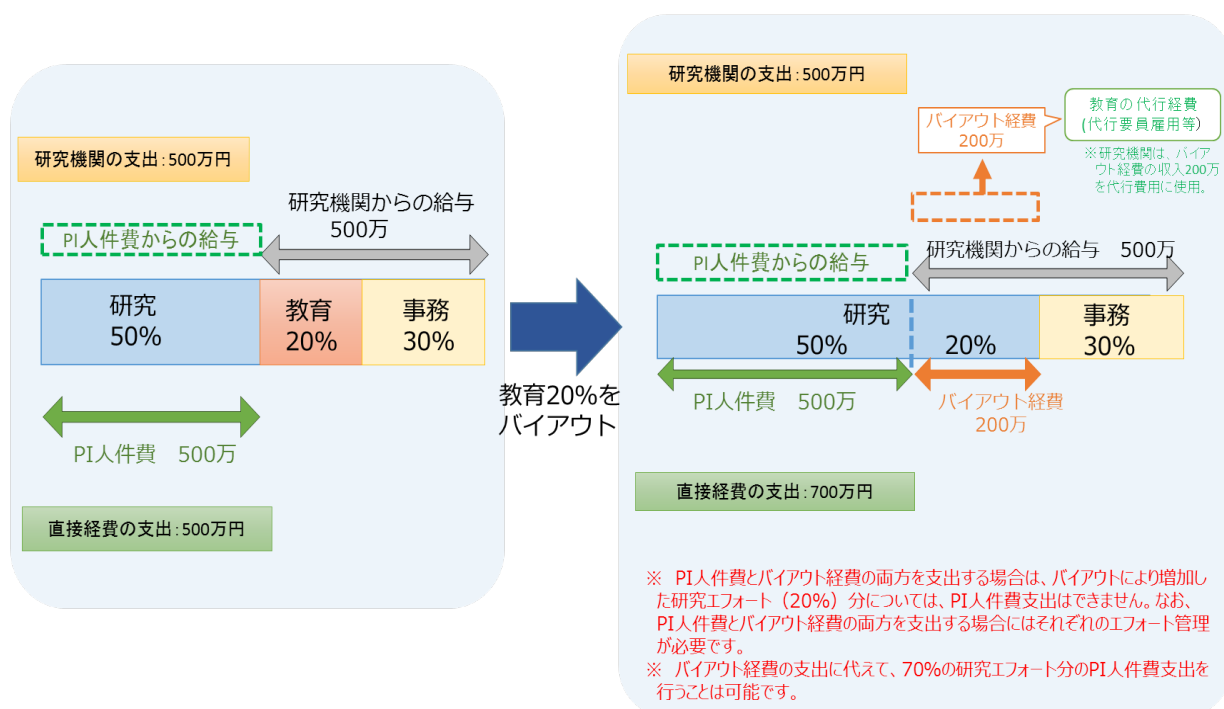 研究機関の支出：500万円
研究機関からの給与
500万
PI人件費からの給与
研究
50%
教育
20%
事務
30%
PI人件費　500万
直接経費の支出：500万円
教育20%を
バイアウト
研究機関の支出：500万円
バイアウト経費
200万
教育の代行経費
(代行要員雇用等)
※研究機関は、バイア
ウト経費の収入200万
を代行費用に使用。
PI人件費からの給与
研究機関からの給与　500万
研究
50%
20%
事務
30%
PI人件費　500万
バイアウト経費
200万
直接経費の支出：700万円
※　PI人件費とバイアウト経費の両方を支出する場合は、バイアウトにより増加し
た研究エフォート（20%）分については、PI人件費支出はできません。なお、
PI人件費とバイアウト経費の両方を支出する場合にはそれぞれのエフォート管理
が必要です。
※　バイアウト経費の支出に代えて、70%の研究エフォート分のPI人件費支出を
行うことは可能です。